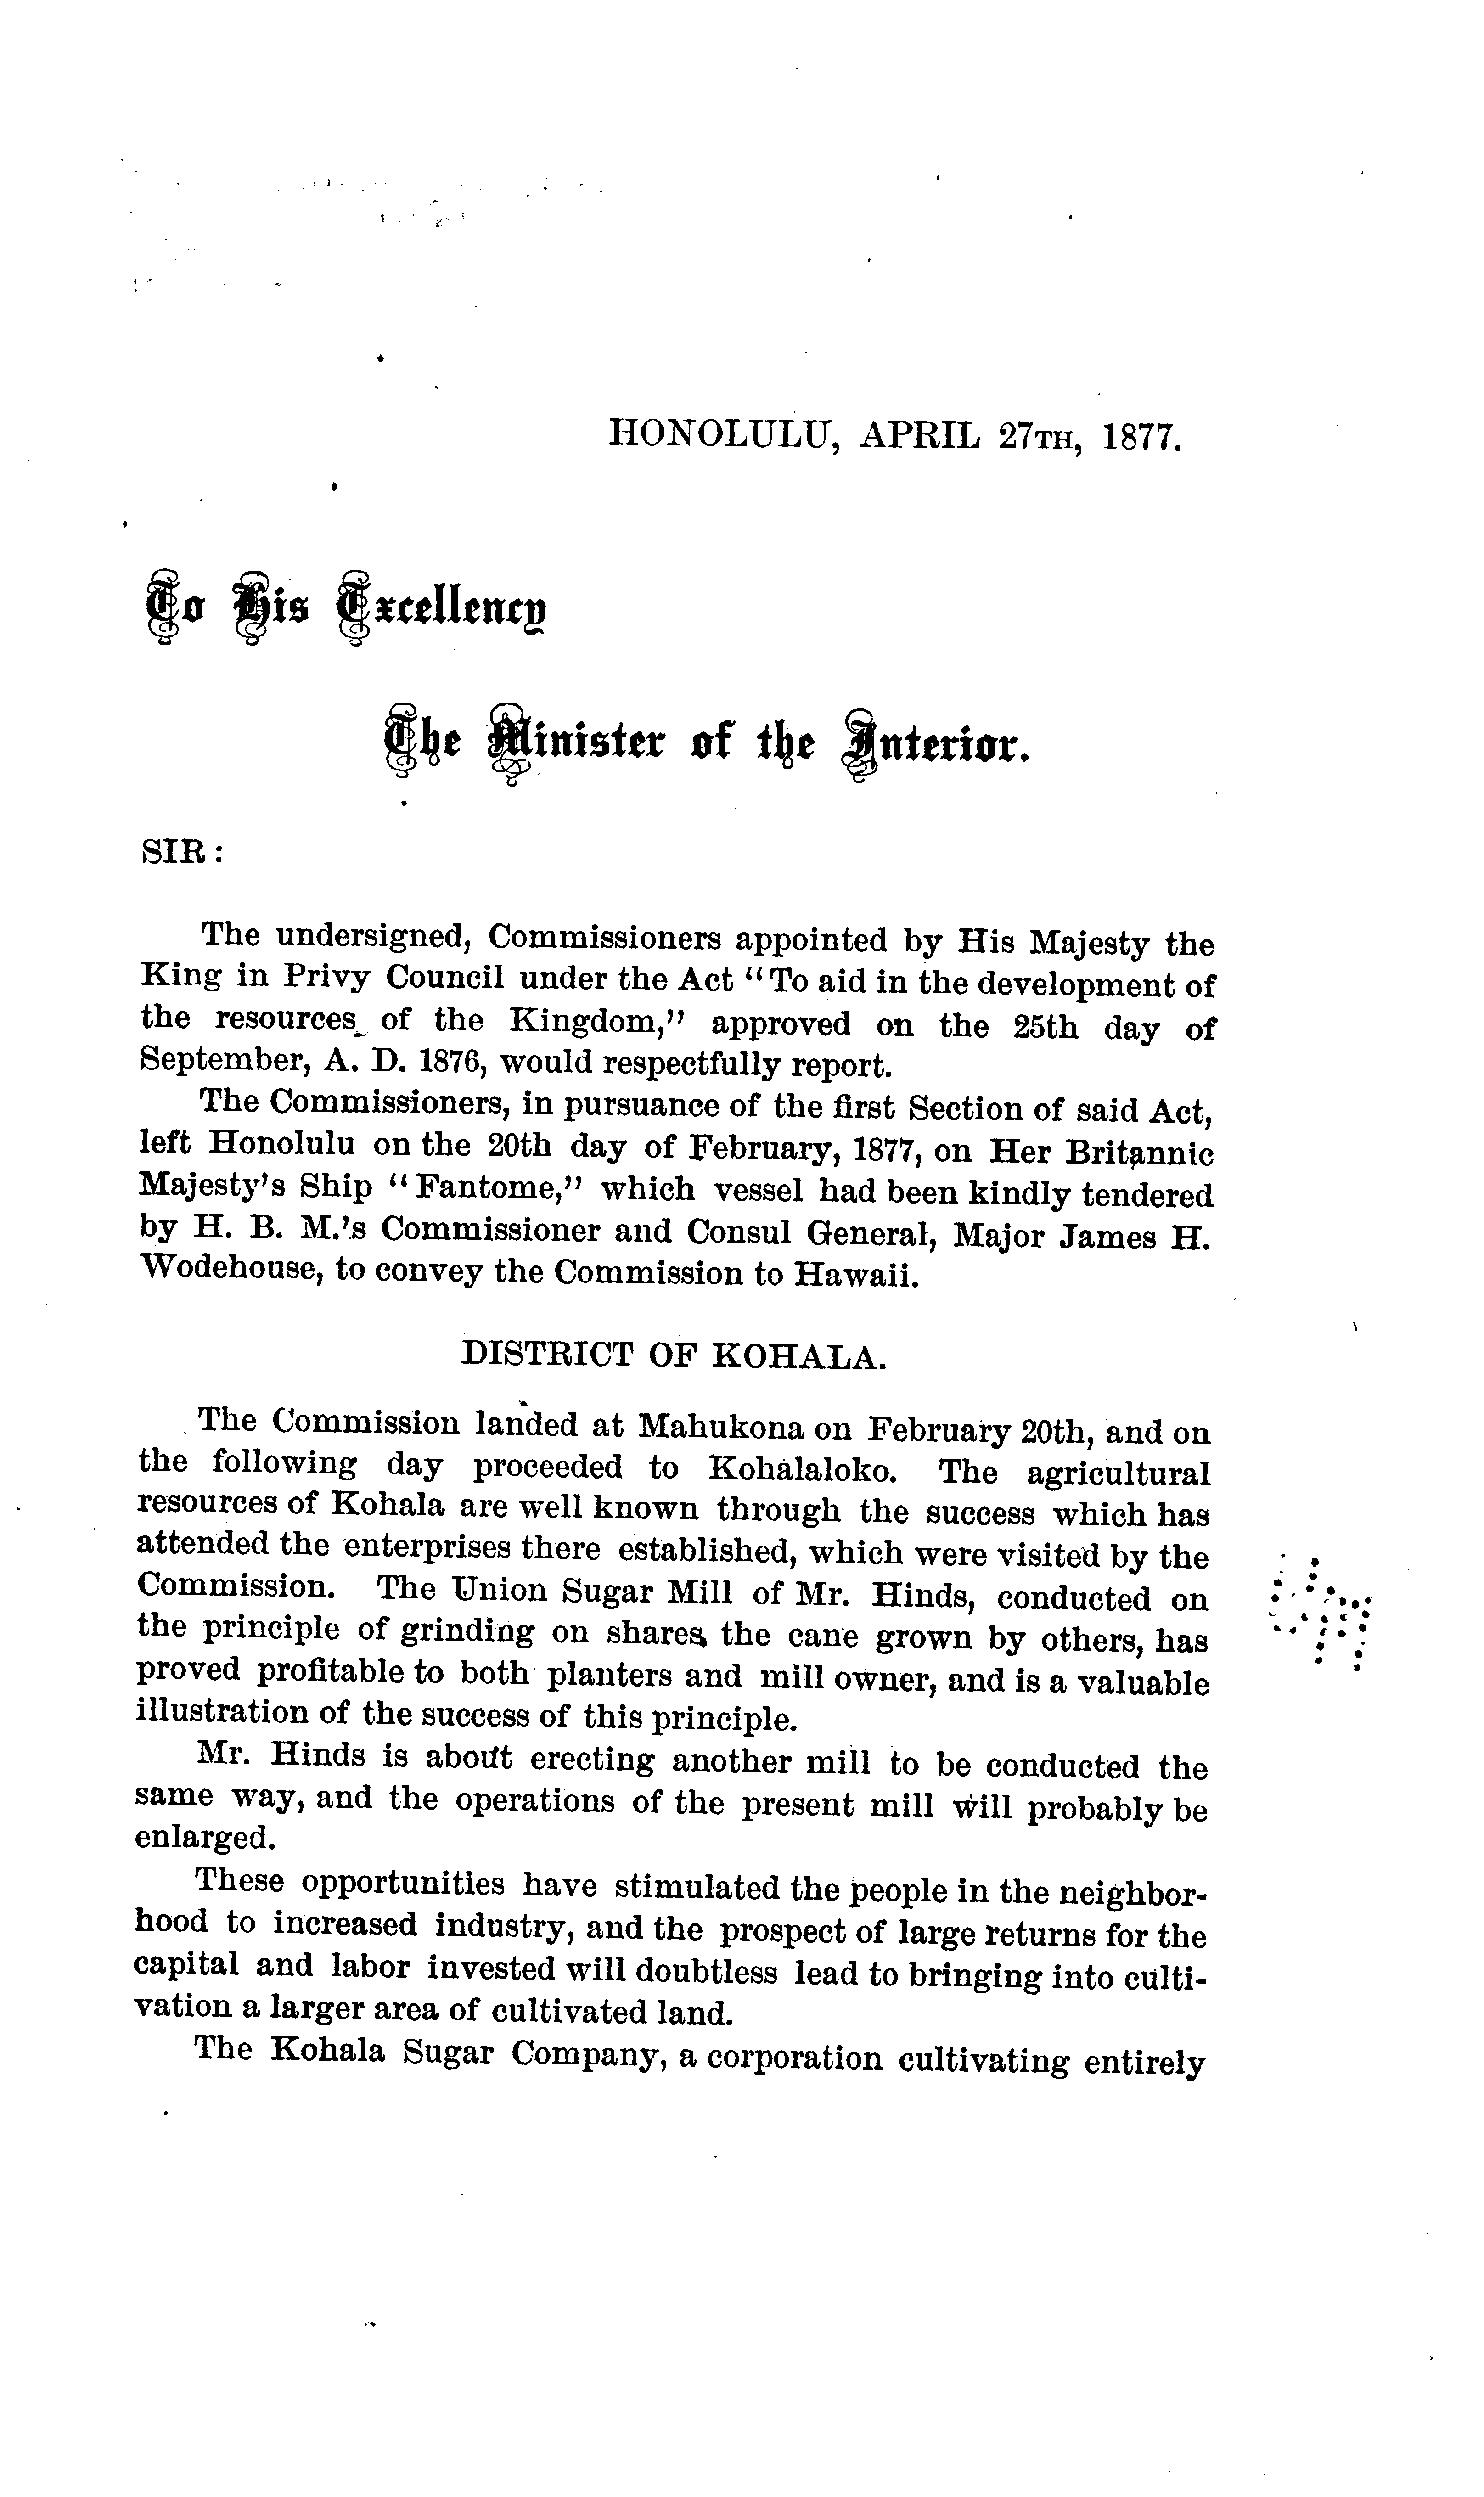 HONOLULU, APRIL 27TH, 1877.
To His Excellency
The Minister of the Interior.
SIR:
The undersigned, Commissioners appointed by His Majesty the
King in Privy Council under the Act "To aid in the development of
the resources of the Kingdom," approved on the 25th day of
September, A. D. 1876, would respectfully report.
The Commissioners, in pursuance of the first Section of said Act,
left Honolulu on the 20th day of February, 1877, on Her Britannic
Majesty's Ship "Fantome," which vessel had been kindly tendered
by H. B. M.'s Commissioner and Consul General, Major James H.
Wodehouse, to convey the Commission to Hawaii.
DISTRICT OF KOHALA.
The Commission landed at Mahukona on February 20th, and on
the following day proceeded to Kohalaloko. The agricultural
resources of Kohala are well known through the success which has
attended the enterprises there established, which were visited by the
Commission. The Union Sugar Mill of Mr. Hinds, conducted on
the principle of grinding on shares the cane grown by others, has
proved profitable to both planters and mill owner, and is a valuable
illustration of the success of this principle.
Mr. Hinds is about erecting another mill to be conducted the
same way, and the operations of the present mill will probably be
enlarged.
These opportunities have stimulated the people in the neighbor-
hood to increased industry, and the prospect of large returns for the
capital and labor invested will doubtless lead to bringing into culti-
vation a larger area of cultivated land.
The Kohala Sugar Company, a corporation cultivating entirely